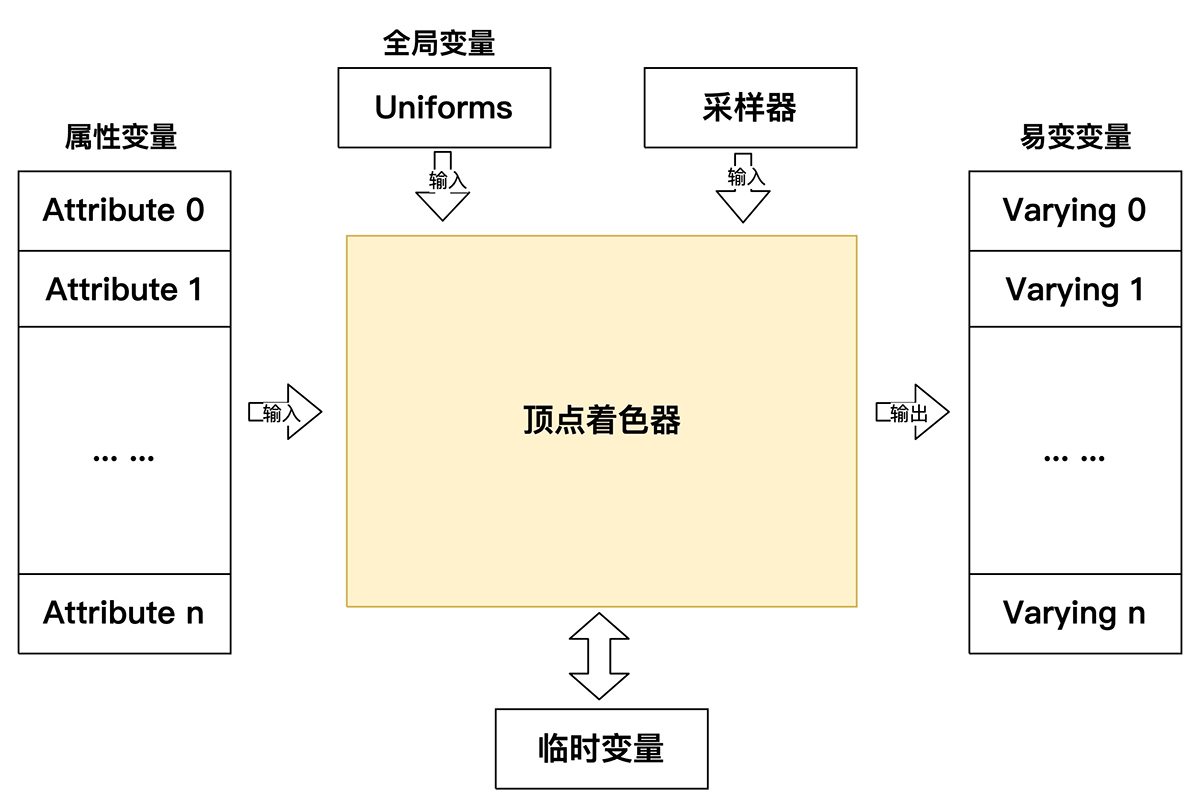 全局变量
Uniforms
采样器
属性变量
易变变量
输入
输入
Attribute 0
Attribute 1
... ...
Attribute n
输入
顶点着色器
输出
Varying 0
Varying 1
... ...
Varying n
临时变量